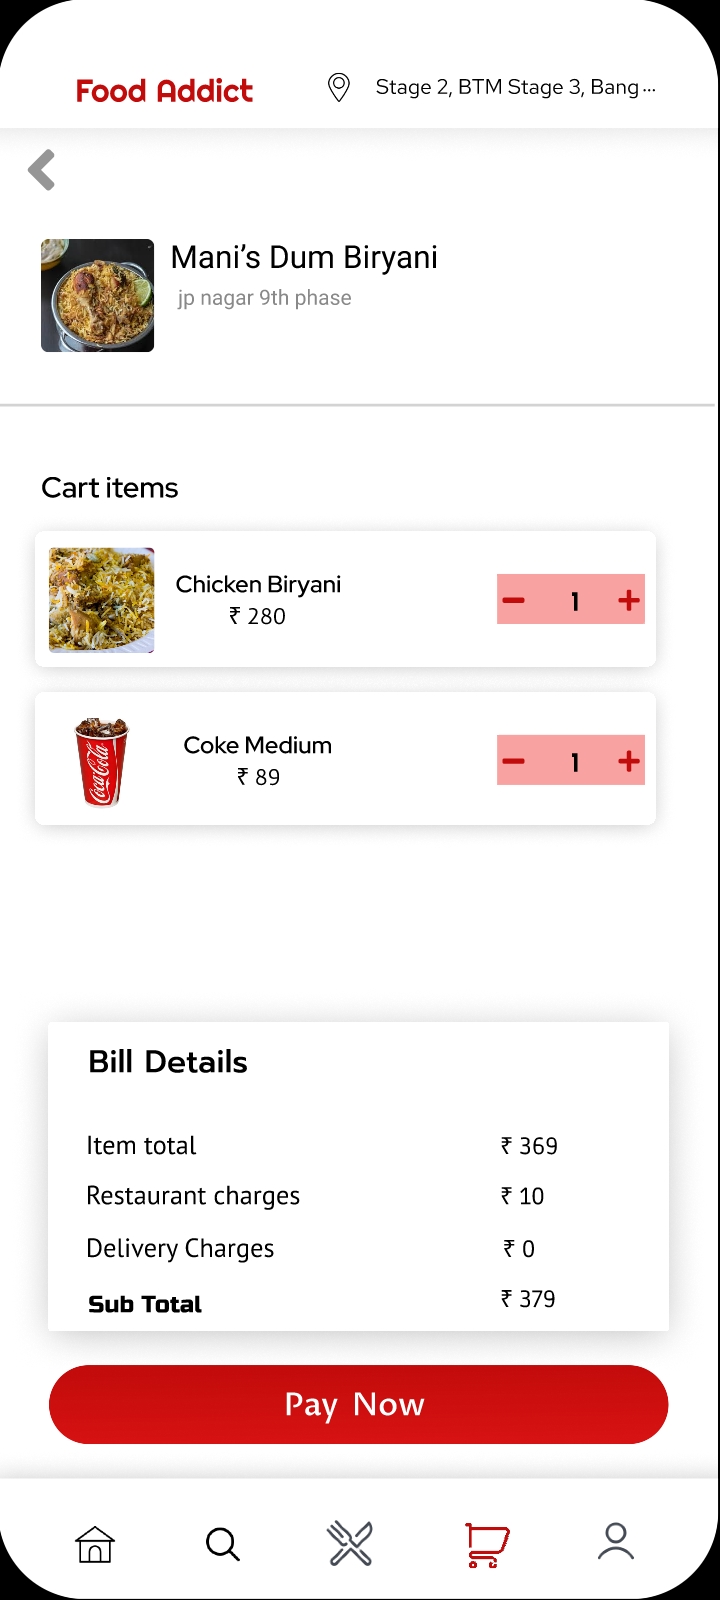 Food Addict
Stage 2, BTM Stage 3, Bang...
Mani’s Dum Biryani
jp nagar 9th phase
Cart items
Chicken Biryani
₹ 280
1
Coca-Cola
Coke Medium
₹ 89
1
Bill Details
Item total ₹ 369
Restaurant charges ₹ 10
Delivery Charges ₹ 0
Sub Total ₹ 379
Pay Now